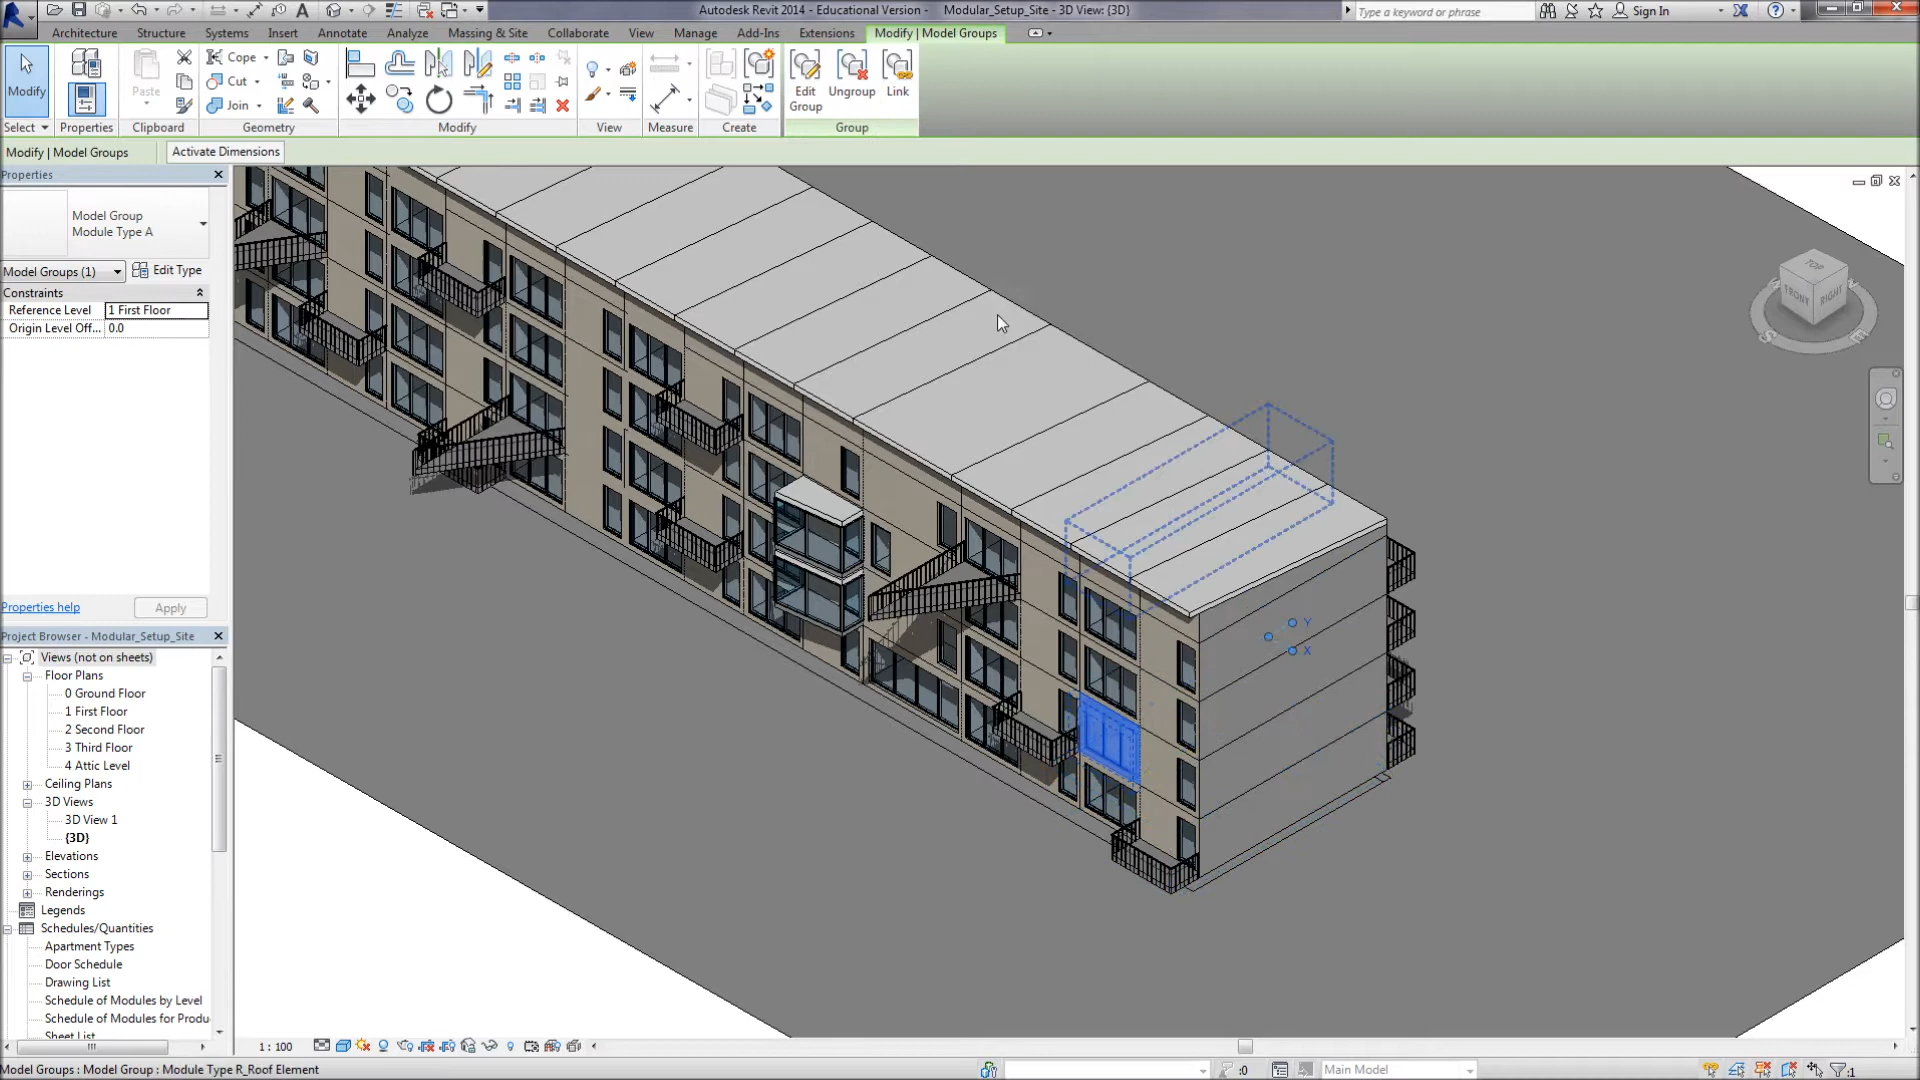 Autodesk Revit 2014 - Educational Version - Modular_Setup_Site - 3D View: {3D}
Type a keyword or phrase
Sign In
Architecture Structure Systems Insert Annotate Analyze Massing & Site Collaborate View Manage Add-Ins Extensions Modify | Model Groups
Modify
Paste
Cope
Cut
Join
Edit Group
Ungroup
Link
Select Properties Clipboard Geometry Modify View Measure Create Group
Modify | Model Groups
Activate Dimensions
Properties
Model Group
Module Type A
Model Groups (1)
Edit Type
Constraints
Reference Level 1 First Floor
Origin Level Off... 0.0
Properties help
Apply
Project Browser - Modular_Setup_Site
Views (not on sheets)
Floor Plans
0 Ground Floor
1 First Floor
2 Second Floor
3 Third Floor
4 Attic Level
Ceiling Plans
3D Views
3D View 1
{3D}
Elevations
Sections
Renderings
Legends
Schedules/Quantities
Apartment Types
Door Schedule
Drawing List
Schedule of Modules by Level
Schedule of Modules for Produ
Sheet List
TOP
FRONT
RIGHT
S
E
Y
X
1 : 100
Models Groups : Model Group : Module Type R_Roof Element
:0
Main Model
:1